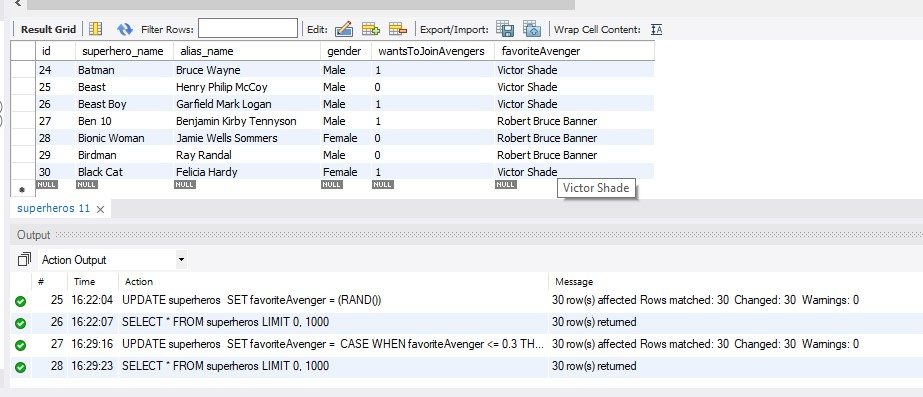 Result Grid Filter Rows: Edit: Export/Import: Wrap Cell Content:
id superhero_name alias_name gender wantsToJoinAvengers favoriteAvenger
24 Batman Bruce Wayne Male 1 Victor Shade
25 Beast Henry Philip McCoy Male 0 Victor Shade
26 Beast Boy Garfield Mark Logan Male 1 Victor Shade
27 Ben 10 Benjamin Kirby Tennyson Male 1 Robert Bruce Banner
28 Bionic Woman Jamie Wells Sommers Female 0 Robert Bruce Banner
29 Birdman Ray Randal Male 0 Robert Bruce Banner
30 Black Cat Felicia Hardy Female 1 Victor Shade
NULL NULL NULL NULL NULL NULL
Victor Shade
superheros 11
Output
Action Output
# Time Action Message
25 16:22:04 UPDATE superheros SET favoriteAvenger = (RAND()) 30 row(s) affected Rows matched: 30 Changed: 30 Warnings: 0
26 16:22:07 SELECT * FROM superheros LIMIT 0, 1000 30 row(s) returned
27 16:29:16 UPDATE superheros SET favoriteAvenger = CASE WHEN favoriteAvenger <= 0.3 TH... 30 row(s) affected Rows matched: 30 Changed: 30 Warnings: 0
28 16:29:23 SELECT * FROM superheros LIMIT 0, 1000 30 row(s) returned